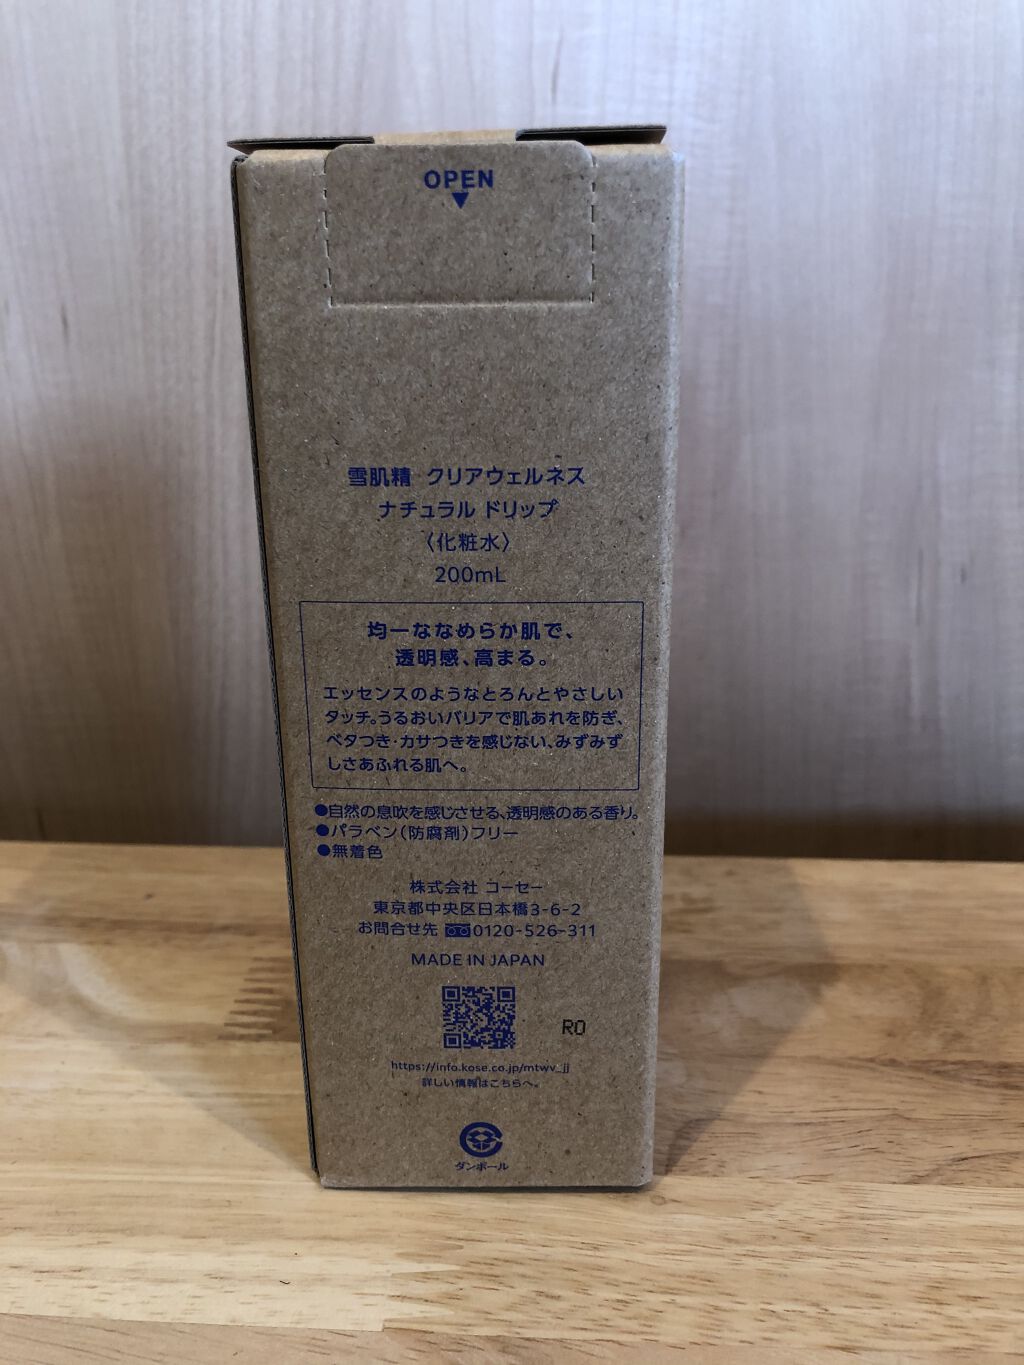 OPEN
▼
雪肌精 クリアウェルネス
ナチュラル ドリップ
〈化粧水〉
200mL
均一ななめらか肌で、
透明感、高まる。
エッセンスのようなとろんとやさしい
タッチ。うるおいバリアで肌あれを防ぎ、
ベタつき・カサつきを感じない、みずみず
しさあふれる肌へ。
●自然の息吹を感じさせる、透明感のある香り。
●パラベン(防腐剤)フリー
●無着色
株式会社 コーセー
東京都中央区日本橋3-6-2
お問合せ先 0120-526-311
MADE IN JAPAN
RO
https://info.kose.co.jp/mtwv_jj
詳しい情報はこちらへ。
ダンボール